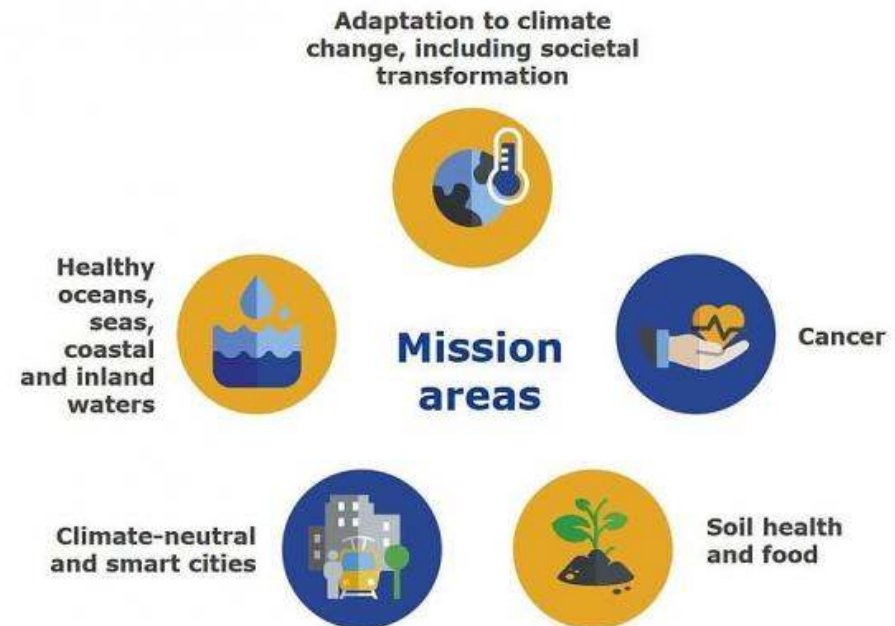 Adaptation to climate
change, including societal
transformation
Healthy
oceans,
seas,
coastal
and inland
waters
Mission
areas
Cancer
Climate-neutral
and smart cities
Soil health
and food